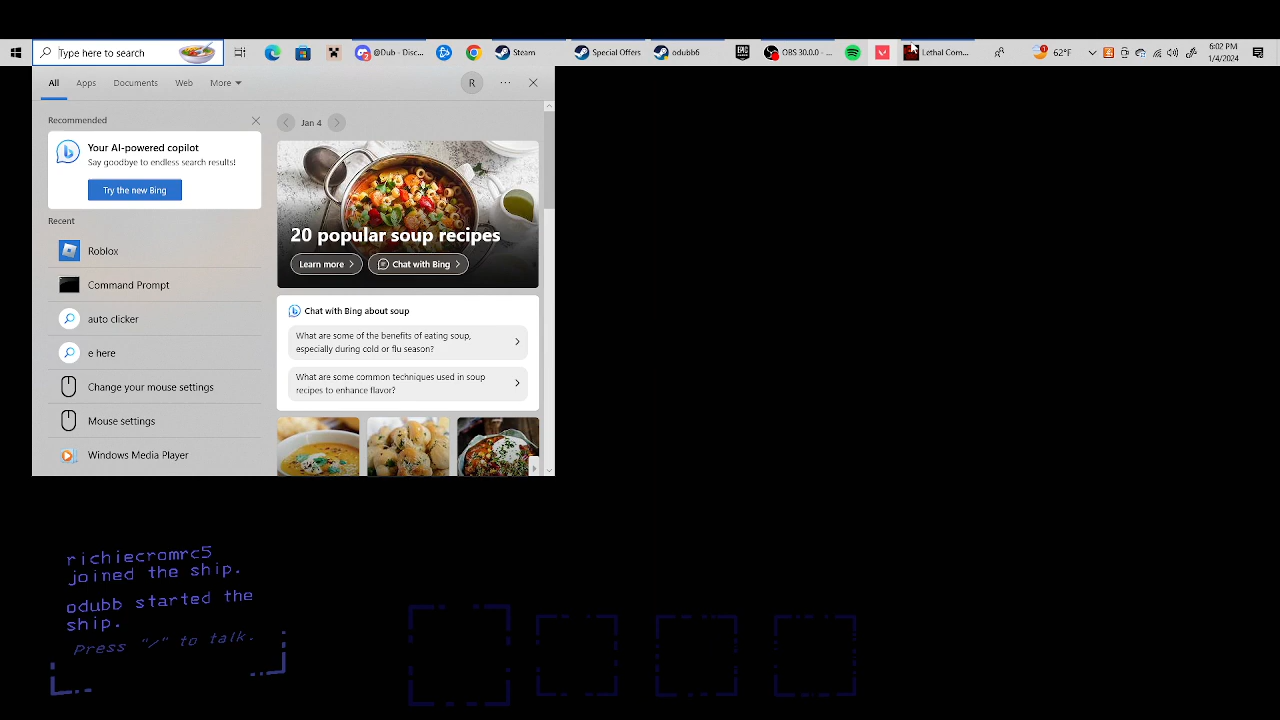 Type here to search
@Dub - Disc...
Steam
Special Offers
odubb6
EPIC
GAMES
OBS 30.0.0 - ...
Lethal Com...
1
62°F
6:02 PM
1/4/2024
2
All
Apps
Documents
Web
More
R
Recommended
Your AI-powered copilot
Say goodbye to endless search results!
Try the new Bing
Recent
Roblox
Command Prompt
auto clicker
e here
Change your mouse settings
Mouse settings
Windows Media Player
Jan 4
20 popular soup recipes
Learn more
Chat with Bing
Chat with Bing about soup
What are some of the benefits of eating soup,
especially during cold or flu season?
What are some common techniques used in soup
recipes to enhance flavor?
richiecromrc5
joined the ship.
odubb started the
ship.
Press "/" to talk.